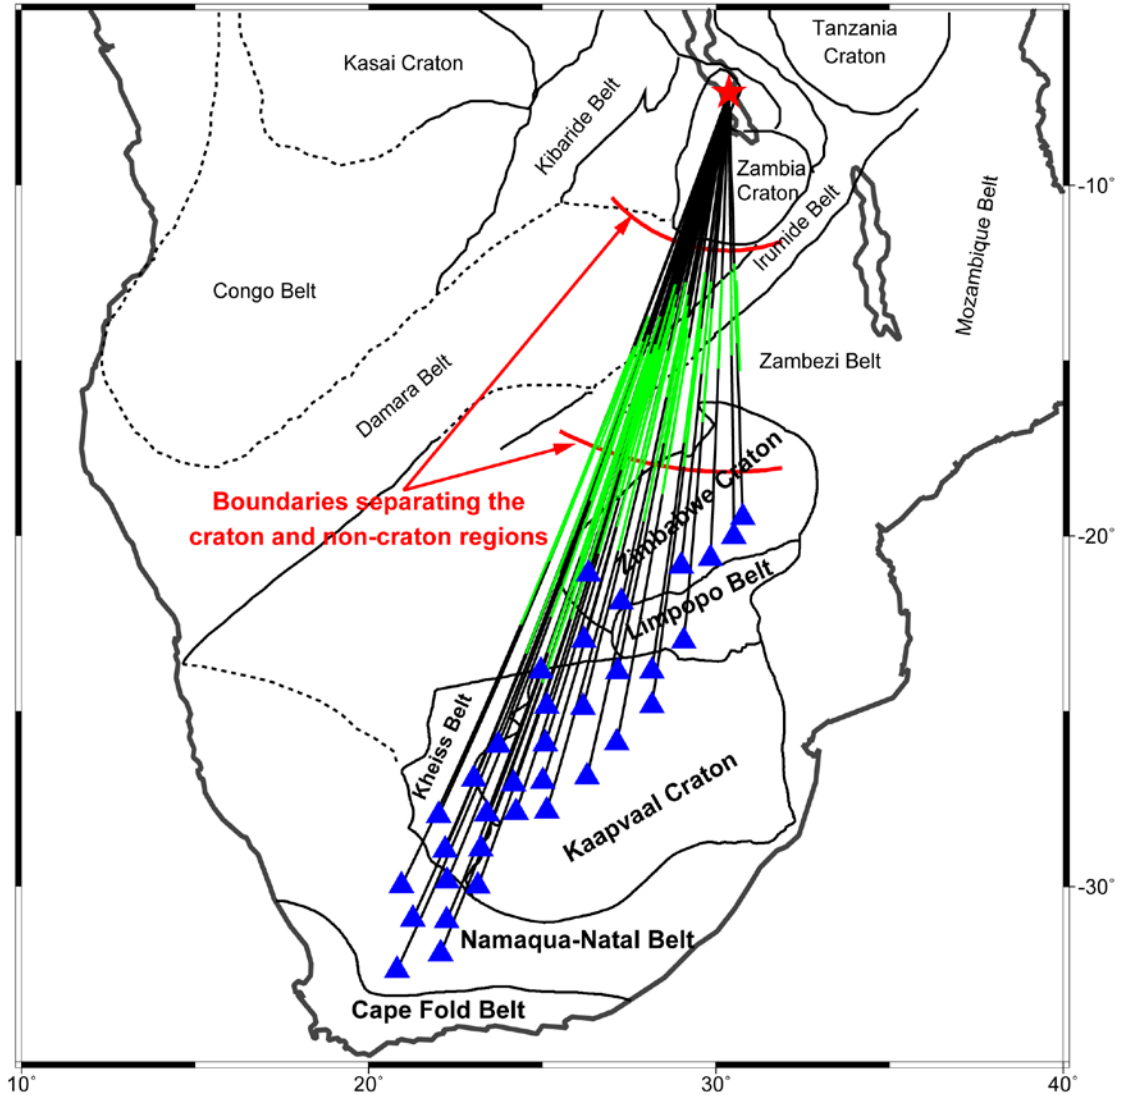 Tanzania
Craton
Kasai Craton
Kibaride Belt
Zambia
Craton
-10°
Irumide Belt
Mozambique Belt
Congo Belt
Damara Belt
Zambezi Belt
Boundaries separating the
craton and non-craton regions
Zimbabwe Craton
-20°
Limpopo Belt
Kheiss Belt
Kaapvaal Craton
-30°
Namaqua-Natal Belt
Cape Fold Belt
10°
20°
30°
40°